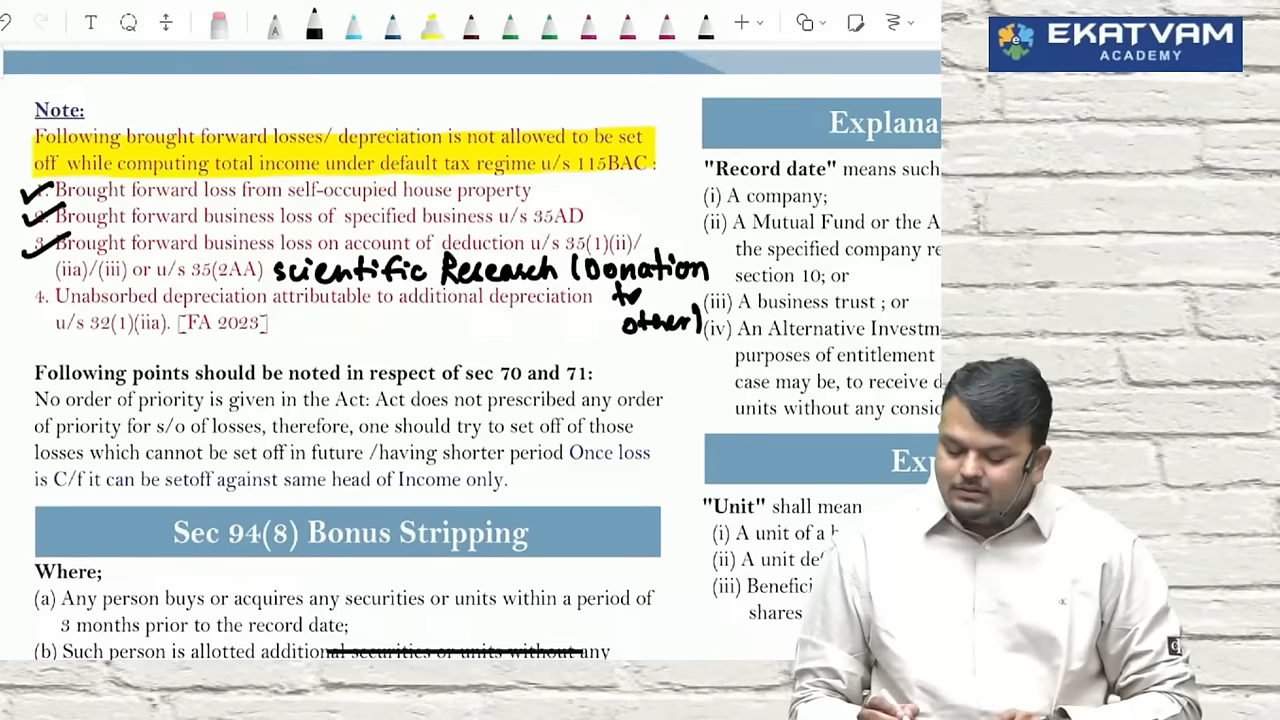 EKATVAM
ACADEMY
Note:
Following brought forward losses/ depreciation is not allowed to be set
off while computing total income under default tax regime u/s 115BAC :
1. Brought forward loss from self-occupied house property
2. Brought forward business loss of specified business u/s 35AD
3. Brought forward business loss on account of deduction u/s 35(1)(ii)/
(iia)/(iii) or u/s 35(2AA) scientific Research (Donation
to
other)
4. Unabsorbed depreciation attributable to additional depreciation
u/s 32(1)(iia). [FA 2023]
Following points should be noted in respect of sec 70 and 71:
No order of priority is given in the Act: Act does not prescribed any order
of priority for s/o of losses, therefore, one should try to set off of those
losses which cannot be set off in future /having shorter period Once loss
is C/f it can be setoff against same head of Income only.
Sec 94(8) Bonus Stripping
Where;
(a) Any person buys or acquires any securities or units within a period of
3 months prior to the record date;
(b) Such person is allotted additional securities or units without any
Explana
"Record date" means such
(i) A company;
(ii) A Mutual Fund or the A
the specified company re
section 10; or
(iii) A business trust ; or
(iv) An Alternative Investm
purposes of entitlement
case may be, to receive d
units without any consid
Exp
"Unit" shall mean
(i) A unit of a b
(ii) A unit def
(iii) Benefici
shares